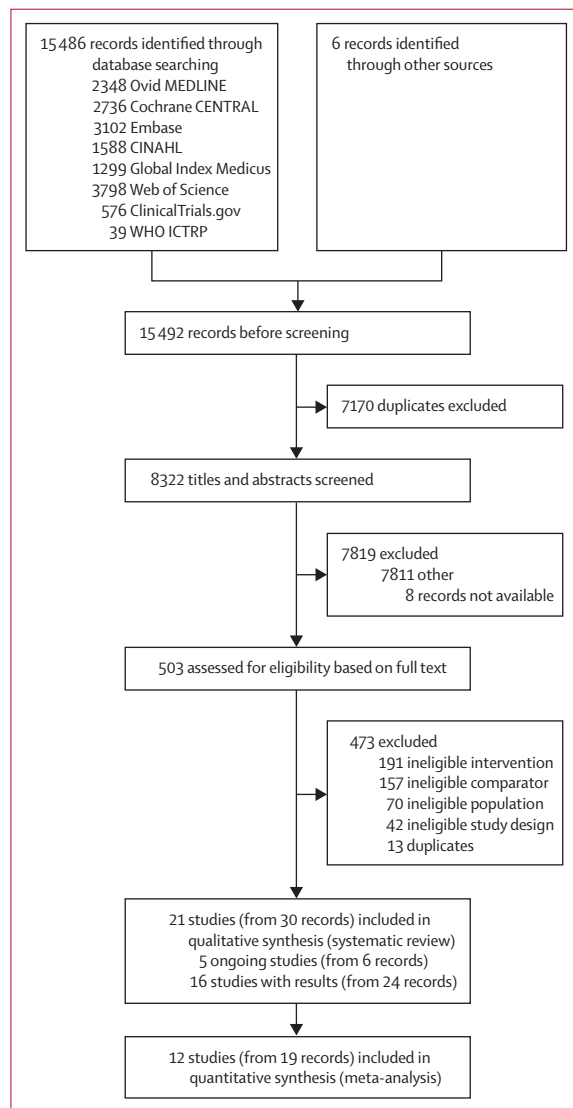 15 486 records identified through
database searching
2348 Ovid MEDLINE
2736 Cochrane CENTRAL
3102 Embase
1588 CINAHL
1299 Global Index Medicus
3798 Web of Science
576 ClinicalTrials.gov
39 WHO ICTRP
6 records identified
through other sources
15 492 records before screening
7170 duplicates excluded
8322 titles and abstracts screened
7819 excluded
7811 other
8 records not available
503 assessed for eligibility based on full text
473 excluded
191 ineligible intervention
157 ineligible comparator
70 ineligible population
42 ineligible study design
13 duplicates
21 studies (from 30 records) included in
qualitative synthesis (systematic review)
5 ongoing studies (from 6 records)
16 studies with results (from 24 records)
12 studies (from 19 records) included in
quantitative synthesis (meta-analysis)